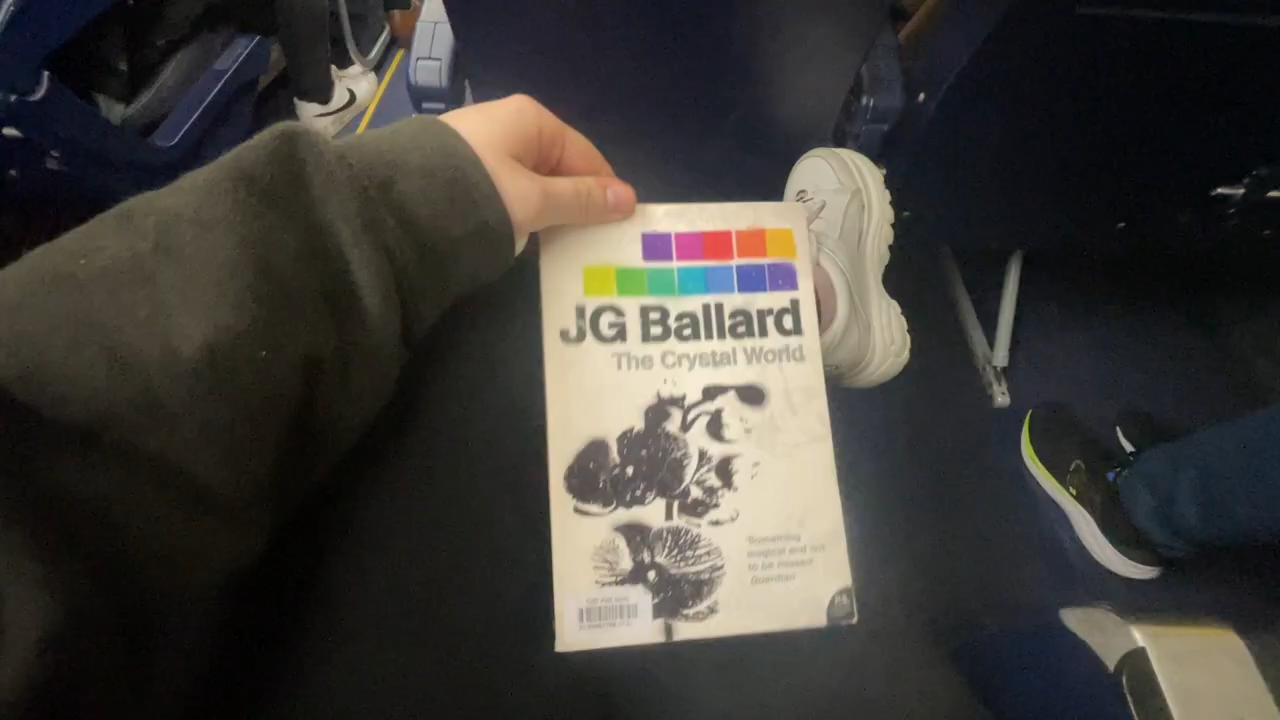 JG Ballard
The Crystal World
'Something
magical and not
to be missed'
Guardian